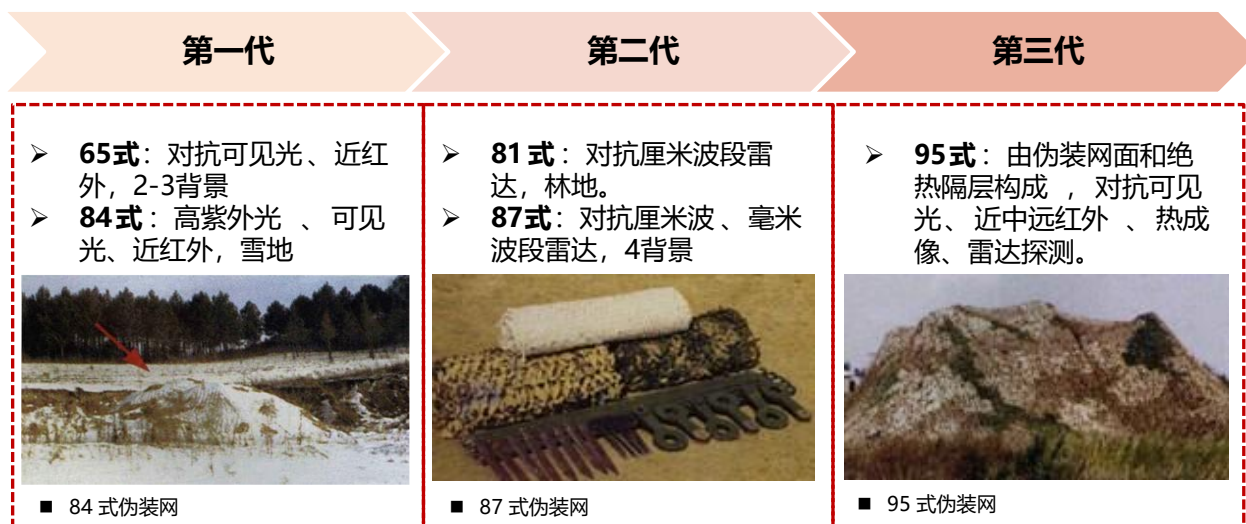 第一代
第二代
第三代
➢ 65式：对抗可见光、近红
外，2-3背景
➢ 84式：高紫外光 、可见
光、近红外，雪地
■ 84 式伪装网
➢ 81式：对抗厘米波段雷
达，林地。
➢ 87式：对抗厘米波、毫米
波段雷达，4背景
■ 87 式伪装网
➢ 95式：由伪装网面和绝
热隔层构成 ，对抗可见
光、近中远红外 、热成
像、雷达探测。
■ 95 式伪装网